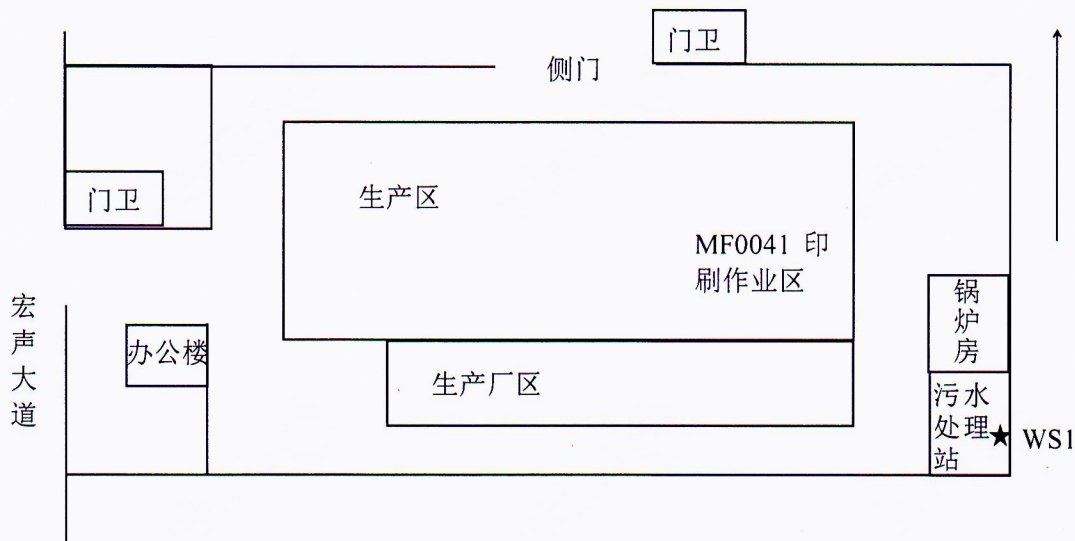 门卫
侧门
门卫
生产区
MF0041 印
刷作业区
宏声大道
办公楼
生产厂区
锅炉房
污水
处理
站
WS1